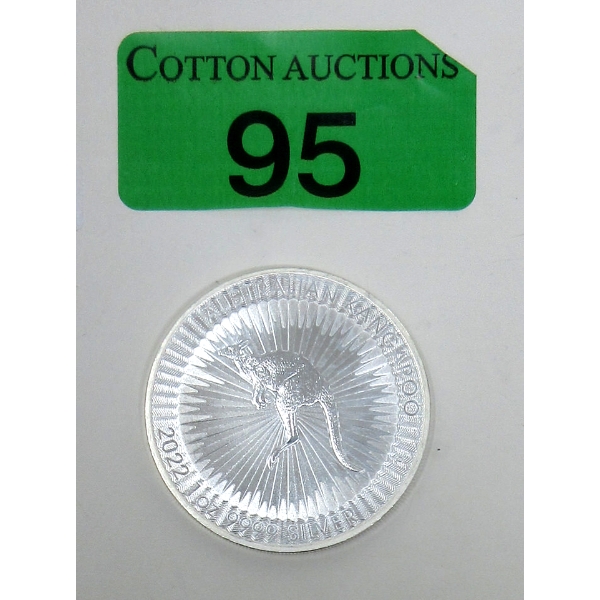 COTTON AUCTIONS
95
AUSTRALIAN KANGAROO
2022 1OZ 9999 SILVER